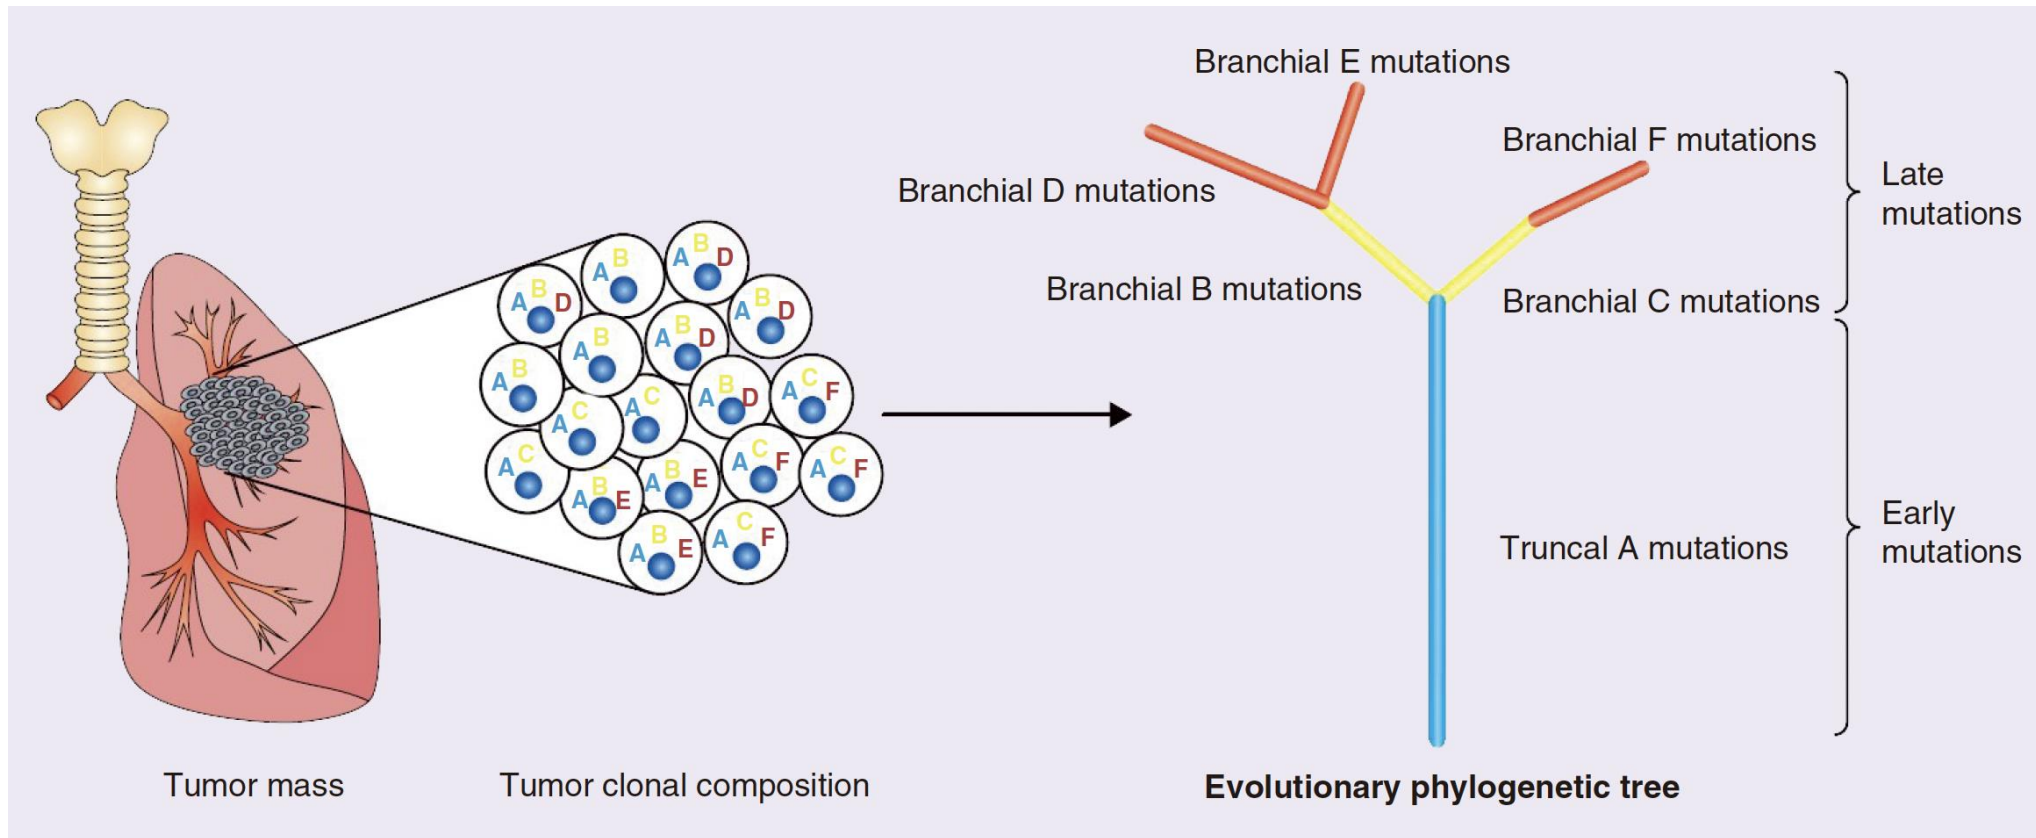 Branchial E mutations
Branchial F mutations
Late
mutations
Branchial D mutations
Branchial B mutations
Branchial C mutations
Truncal A mutations
Early
mutations
A B
A B D
A B D
A B D
A B
A B D
A B
A C
A B D
A C F
A C
A C
A B E
A C F
A C F
A B E
A B E
A C F
Tumor mass
Tumor clonal composition
Evolutionary phylogenetic tree